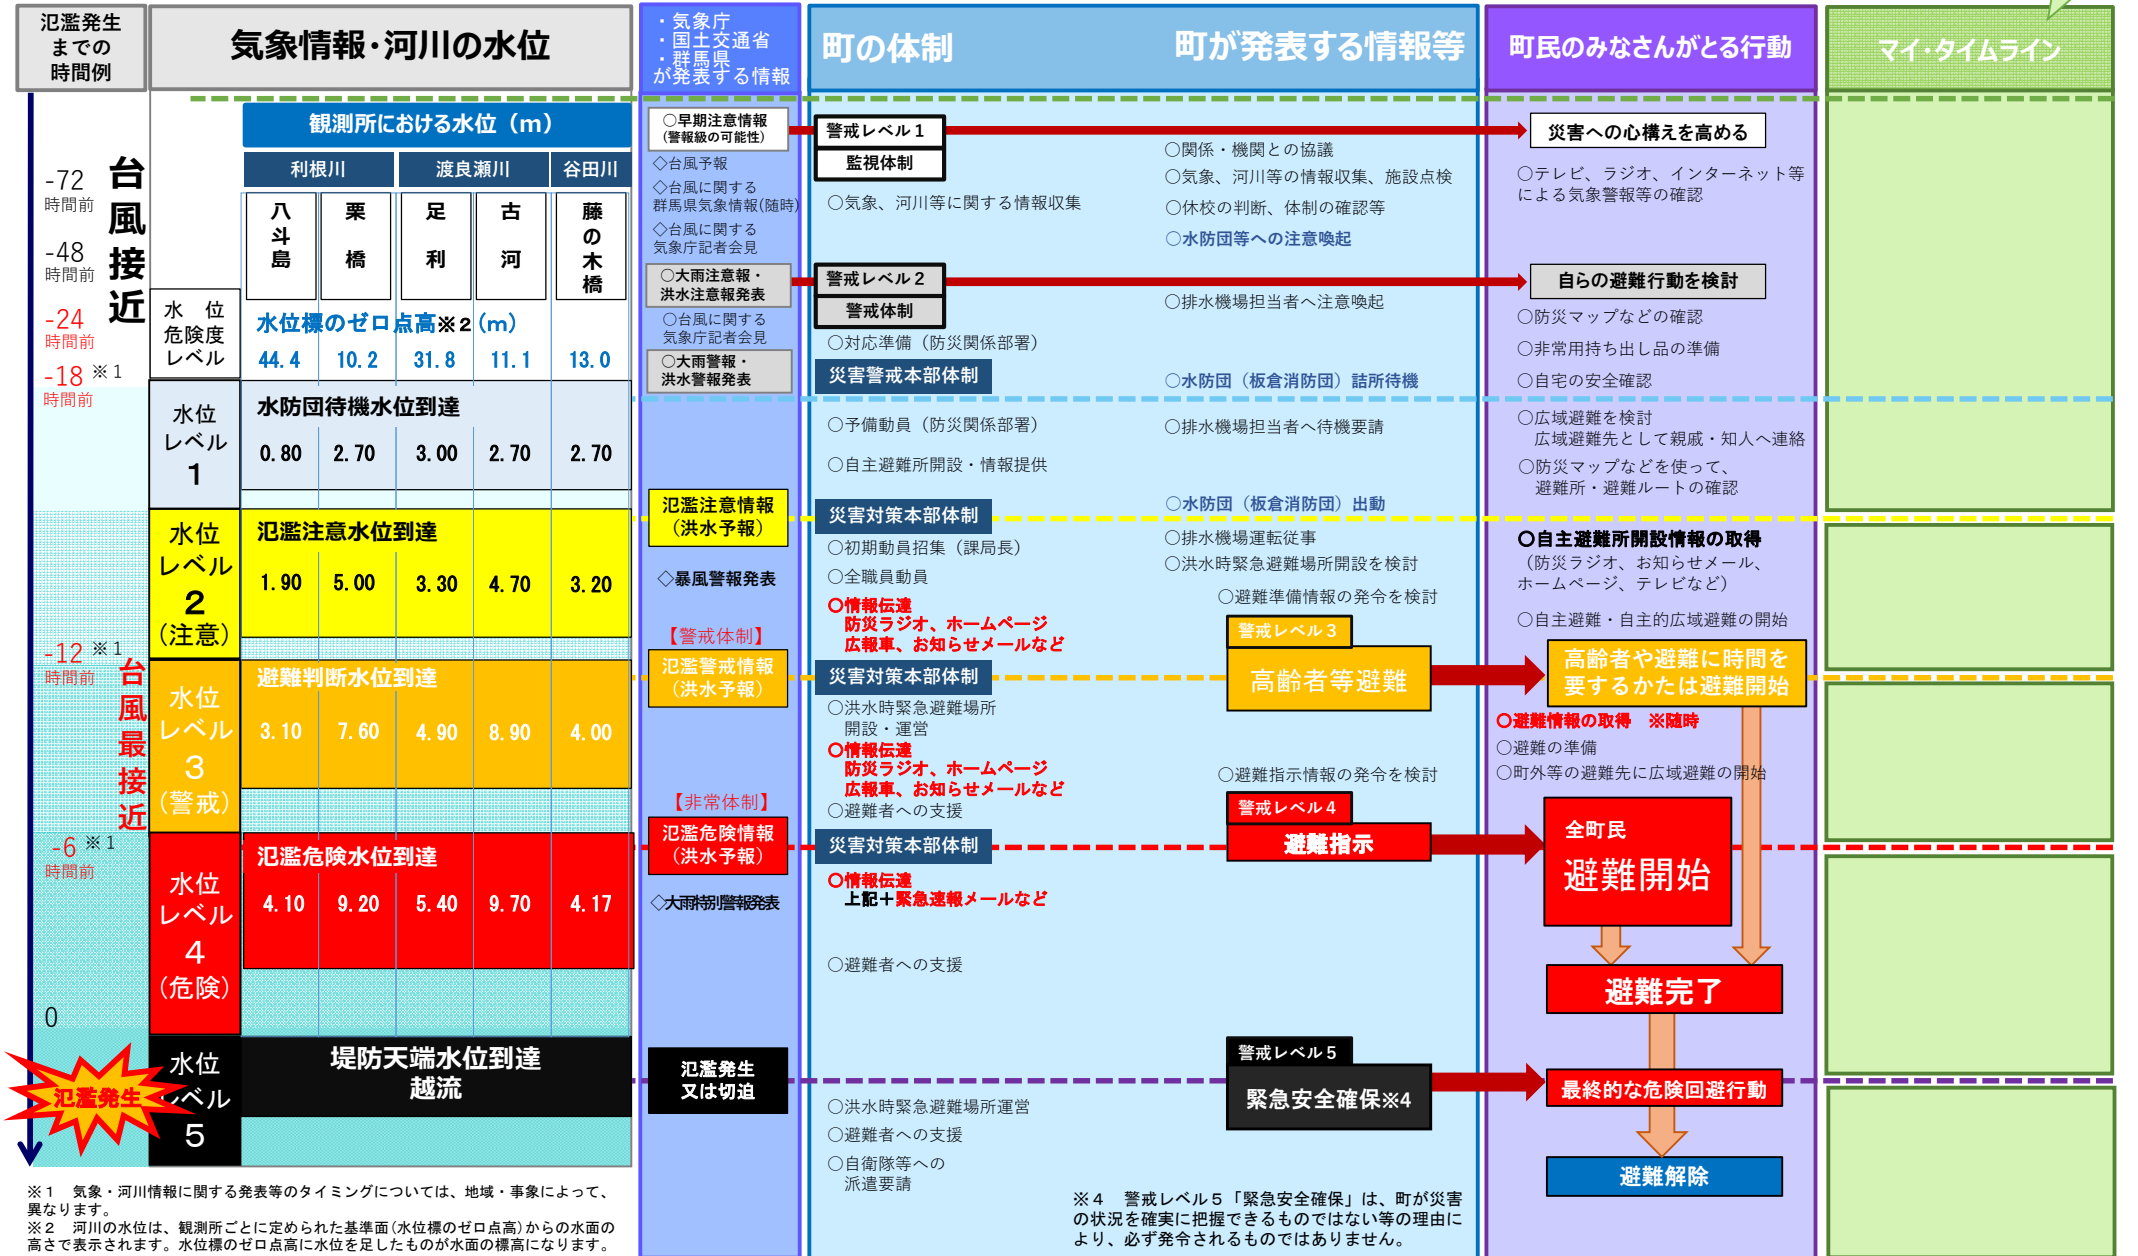 氾濫発生
までの
時間例
気象情報・河川の水位
・気象庁
・国土交通省
・群馬県
が発表する情報
町の体制
町が発表する情報等
町民のみなさんがとる行動
マイ・タイムライン
-72
時間前
-48
時間前
-24
時間前
-18 ※1
時間前
-12 ※1
時間前
-6 ※1
時間前
0
台風接近
台風最接近
氾濫発生
観測所における水位（m）
利根川
渡良瀬川
谷田川
八斗島
栗橋
足利
古河
藤の木橋
水 位
危険度
レベル
水位標のゼロ点高※2(m)
44.4 10.2 31.8 11.1 13.0
水位
レベル
1
水防団待機水位到達
0.80 2.70 3.00 2.70 2.70
水位
レベル
2
(注意)
氾濫注意水位到達
1.90 5.00 3.30 4.70 3.20
水位
レベル
3
(警戒)
避難判断水位到達
3.10 7.60 4.90 8.90 4.00
水位
レベル
4
(危険)
氾濫危険水位到達
4.10 9.20 5.40 9.70 4.17
水位
レベル
5
堤防天端水位到達
越流
○早期注意情報
(警報級の可能性)
◇台風予報
◇台風に関する
群馬県気象情報(随時)
◇台風に関する
気象庁記者会見
○大雨注意報・
洪水注意報発表
○台風に関する
気象庁記者会見
○大雨警報・
洪水警報発表
氾濫注意情報
（洪水予報）
◇暴風警報発表
【警戒体制】
氾濫警戒情報
（洪水予報）
【非常体制】
氾濫危険情報
（洪水予報）
◇大雨特別警報発表
氾濫発生
又は切迫
警戒レベル1
監視体制
○気象、河川等に関する情報収集
警戒レベル2
警戒体制
○対応準備（防災関係部署）
災害警戒本部体制
○予備動員（防災関係部署）
○自主避難所開設・情報提供
災害対策本部体制
○初期動員招集（課局長）
○全職員動員
○情報伝達
防災ラジオ、ホームページ
広報車、お知らせメールなど
災害対策本部体制
○洪水時緊急避難場所
開設・運営
○情報伝達
防災ラジオ、ホームページ
広報車、お知らせメールなど
○避難者への支援
災害対策本部体制
○情報伝達
上記＋緊急速報メールなど
○避難者への支援
○洪水時緊急避難場所運営
○避難者への支援
○自衛隊等への
派遣要請
○関係・機関との協議
○気象、河川等の情報収集、施設点検
○休校の判断、体制の確認等
○水防団等への注意喚起
○排水機場担当者へ注意喚起
○水防団（板倉消防団）詰所待機
○排水機場担当者へ待機要請
○水防団（板倉消防団）出動
○排水機場運転従事
○洪水時緊急避難場所開設を検討
○避難準備情報の発令を検討
警戒レベル3
高齢者等避難
○避難指示情報の発令を検討
警戒レベル4
避難指示
警戒レベル5
緊急安全確保※4
災害への心構えを高める
○テレビ、ラジオ、インターネット等
による気象警報等の確認
自らの避難行動を検討
○防災マップなどの確認
○非常用持ち出し品の準備
○自宅の安全確認
○広域避難を検討
広域避難先として親戚・知人へ連絡
○防災マップなどを使って、
避難所・避難ルートの確認
○自主避難所開設情報の取得
（防災ラジオ、お知らせメール、
ホームページ、テレビなど）
○自主避難・自主的広域避難の開始
高齢者や避難に時間を
要するかたは避難開始
○避難情報の取得 ※随時
○避難の準備
○町外等の避難先に広域避難の開始
全町民
避難開始
避難完了
最終的な危険回避行動
避難解除
※1 気象・河川情報に関する発表等のタイミングについては、地域・事象によって、
異なります。
※2 河川の水位は、観測所ごとに定められた基準面(水位標のゼロ点高)からの水面の
高さで表示されます。水位標のゼロ点高に水位を足したものが水面の標高になります。
※4 警戒レベル5「緊急安全確保」は、町が災害
の状況を確実に把握できるものではない等の理由に
より、必ず発令されるものではありません。